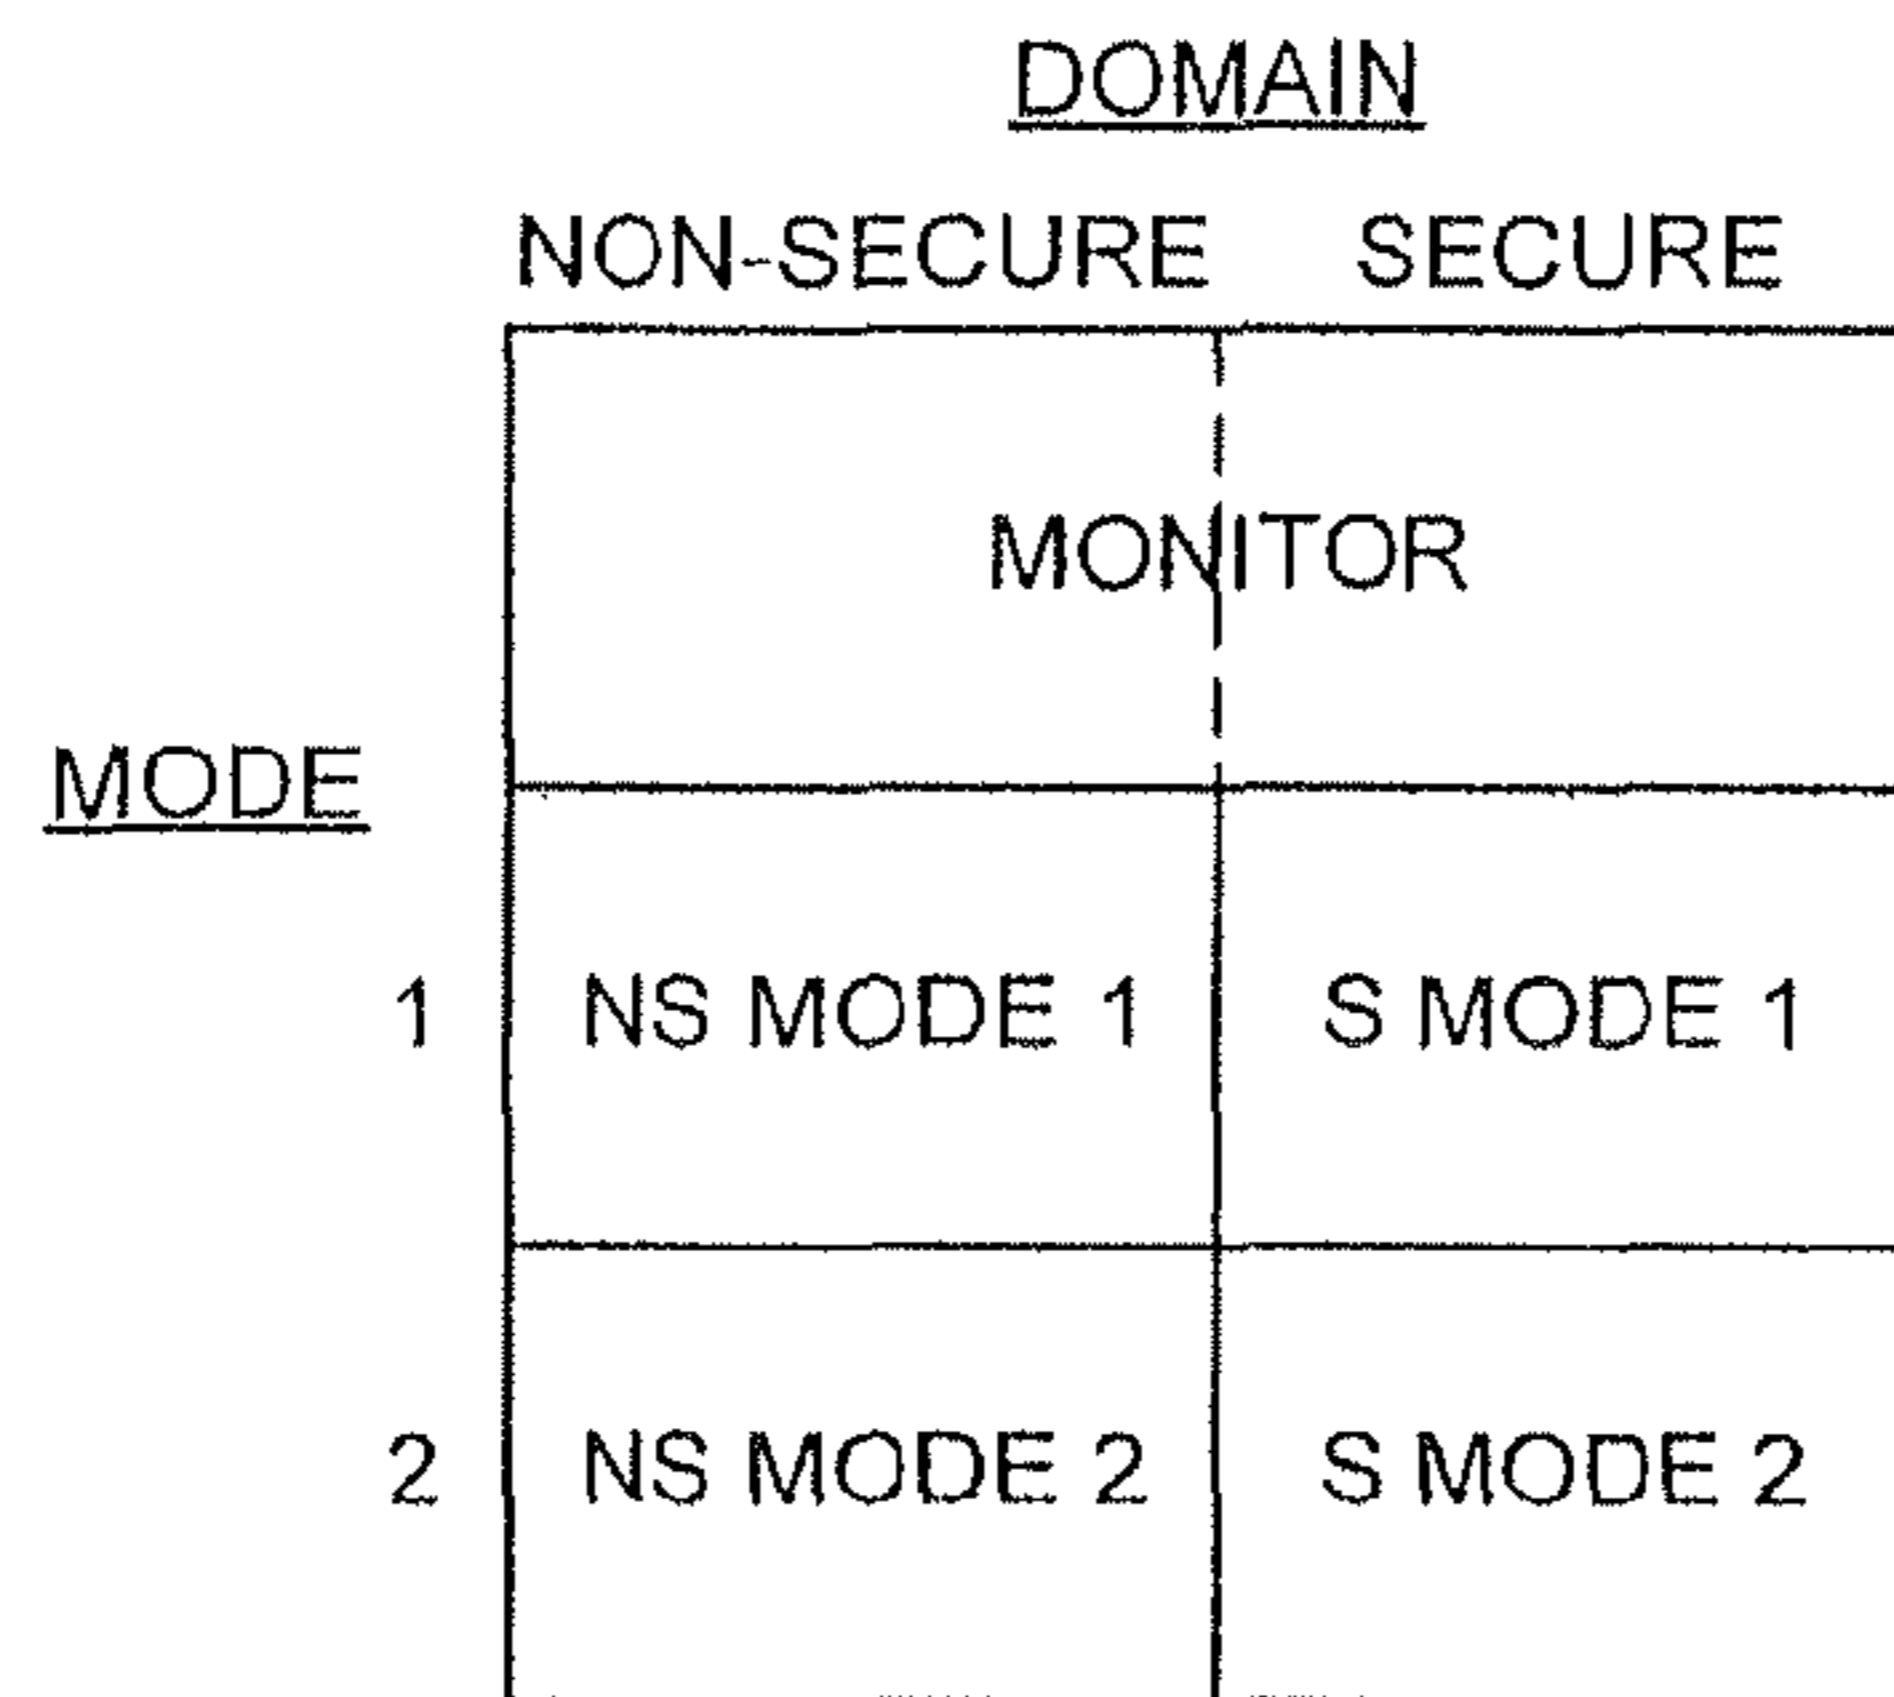 DOMAIN
NON-SECURE SECURE
MONITOR
MODE
1 NS MODE 1 S MODE 1
2 NS MODE 2 S MODE 2